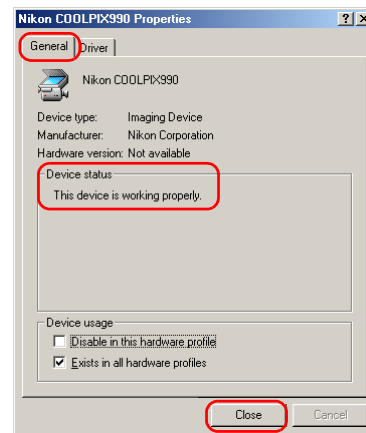 Nikon COOLPIX990 Properties ? ×
General Driver
Nikon COOLPIX990
Device type: Imaging Device
Manufacturer: Nikon Corporation
Hardware version: Not available
Device status
This device is working properly.
Device usage
Disable in this hardware profile
Exists in all hardware profiles
Close Cancel